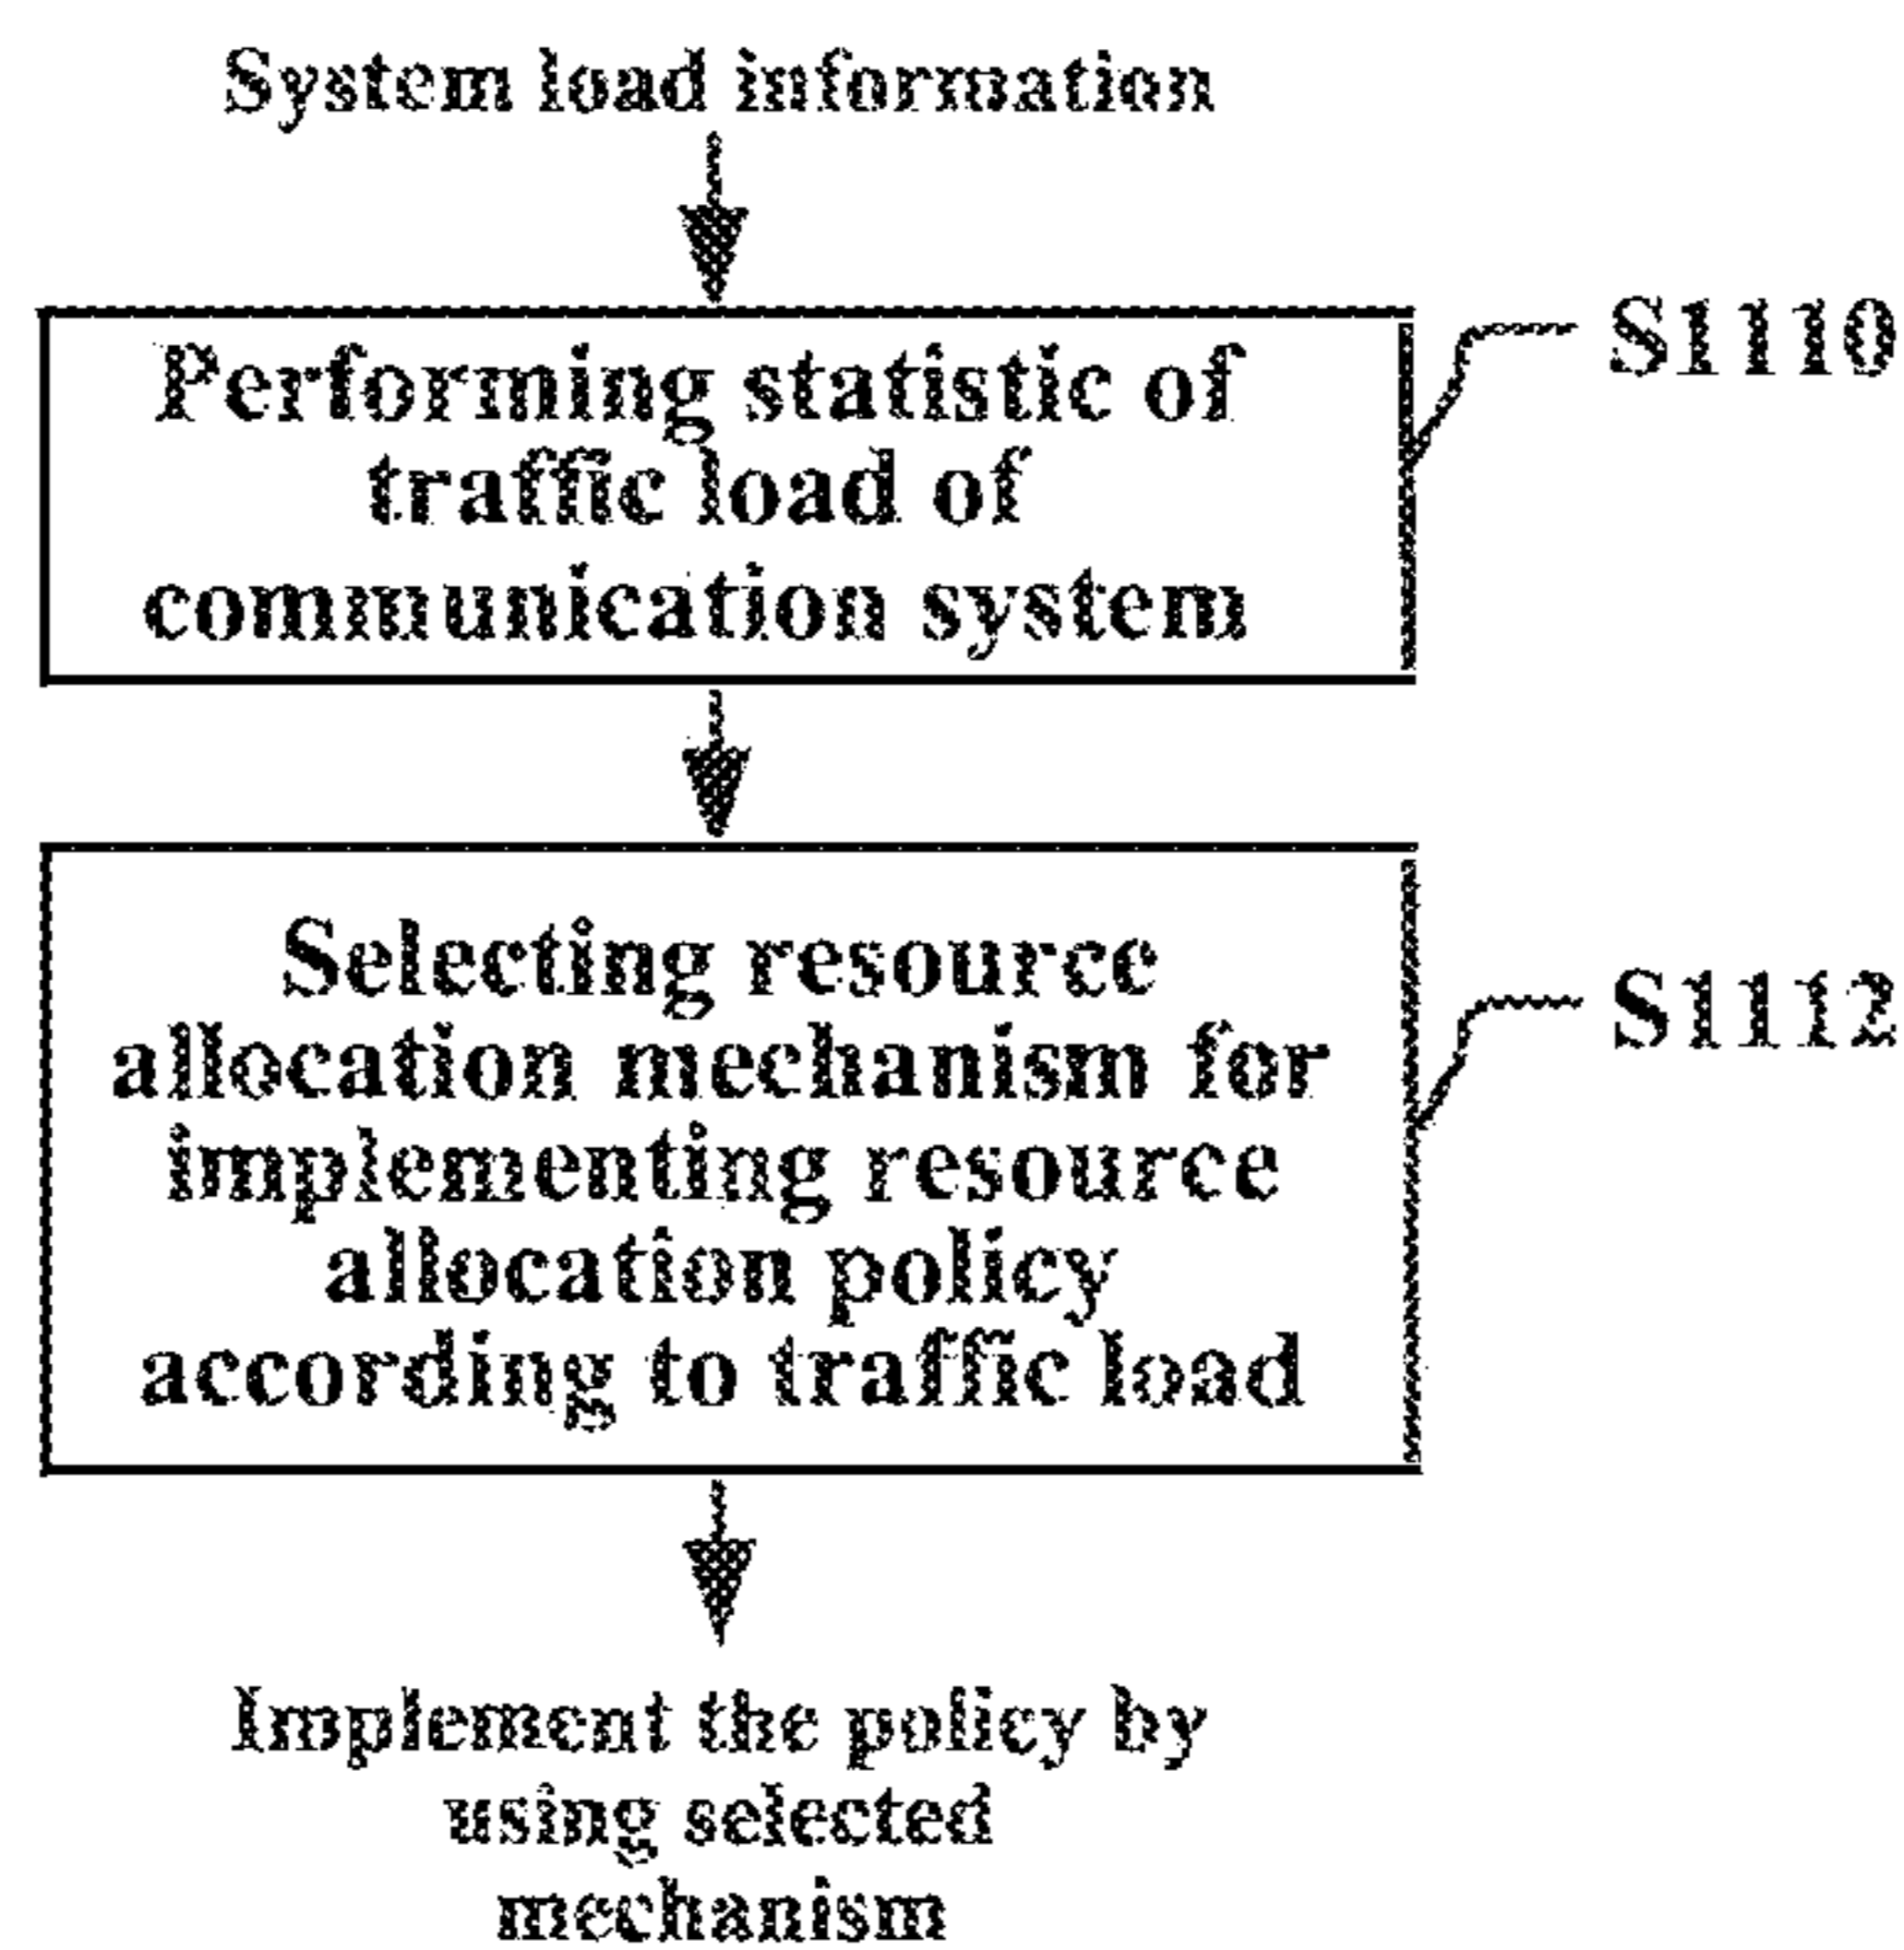 System load information
Performing statistic of
traffic load of
communication system
S1110
Selecting resource
allocation mechanism for
implementing resource
allocation policy
according to traffic load
S1112
Implement the policy by
using selected
mechanism